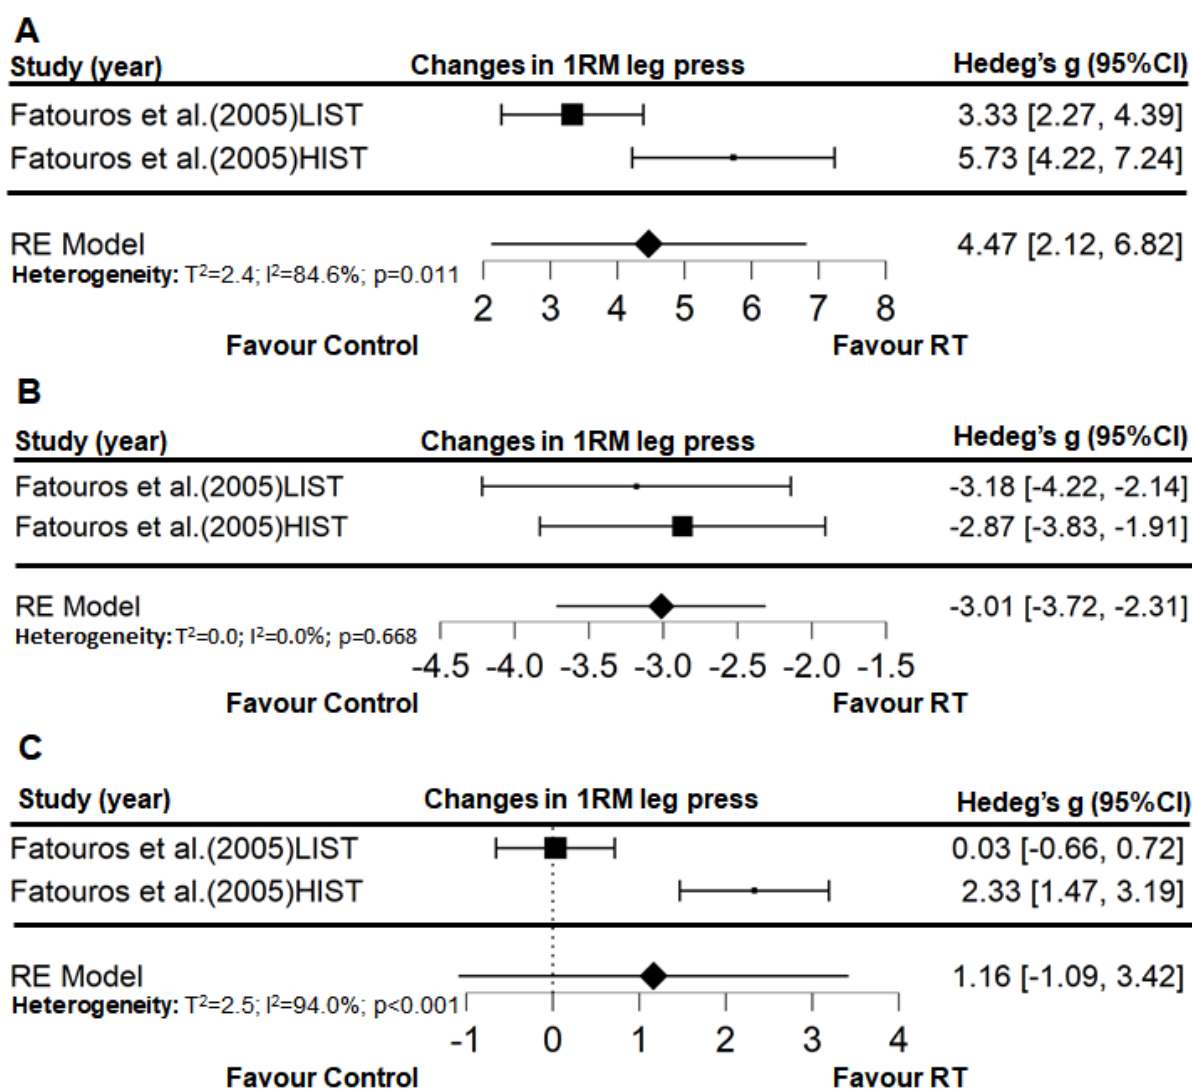 A
Study (year) Changes in 1RM leg press Hedeg's g (95%CI)
Fatouros et al.(2005)LIST 3.33 [2.27, 4.39]
Fatouros et al.(2005)HIST 5.73 [4.22, 7.24]
RE Model 4.47 [2.12, 6.82]
Heterogeneity: T²=2.4; I²=84.6%; p=0.011
2 3 4 5 6 7 8
Favour Control Favour RT
B
Study (year) Changes in 1RM leg press Hedeg's g (95%CI)
Fatouros et al.(2005)LIST -3.18 [-4.22, -2.14]
Fatouros et al.(2005)HIST -2.87 [-3.83, -1.91]
RE Model -3.01 [-3.72, -2.31]
Heterogeneity: T²=0.0; I²=0.0%; p=0.668
-4.5 -4.0 -3.5 -3.0 -2.5 -2.0 -1.5
Favour Control Favour RT
C
Study (year) Changes in 1RM leg press Hedeg's g (95%CI)
Fatouros et al.(2005)LIST 0.03 [-0.66, 0.72]
Fatouros et al.(2005)HIST 2.33 [1.47, 3.19]
RE Model 1.16 [-1.09, 3.42]
Heterogeneity: T²=2.5; I²=94.0%; p<0.001
-1 0 1 2 3 4
Favour Control Favour RT